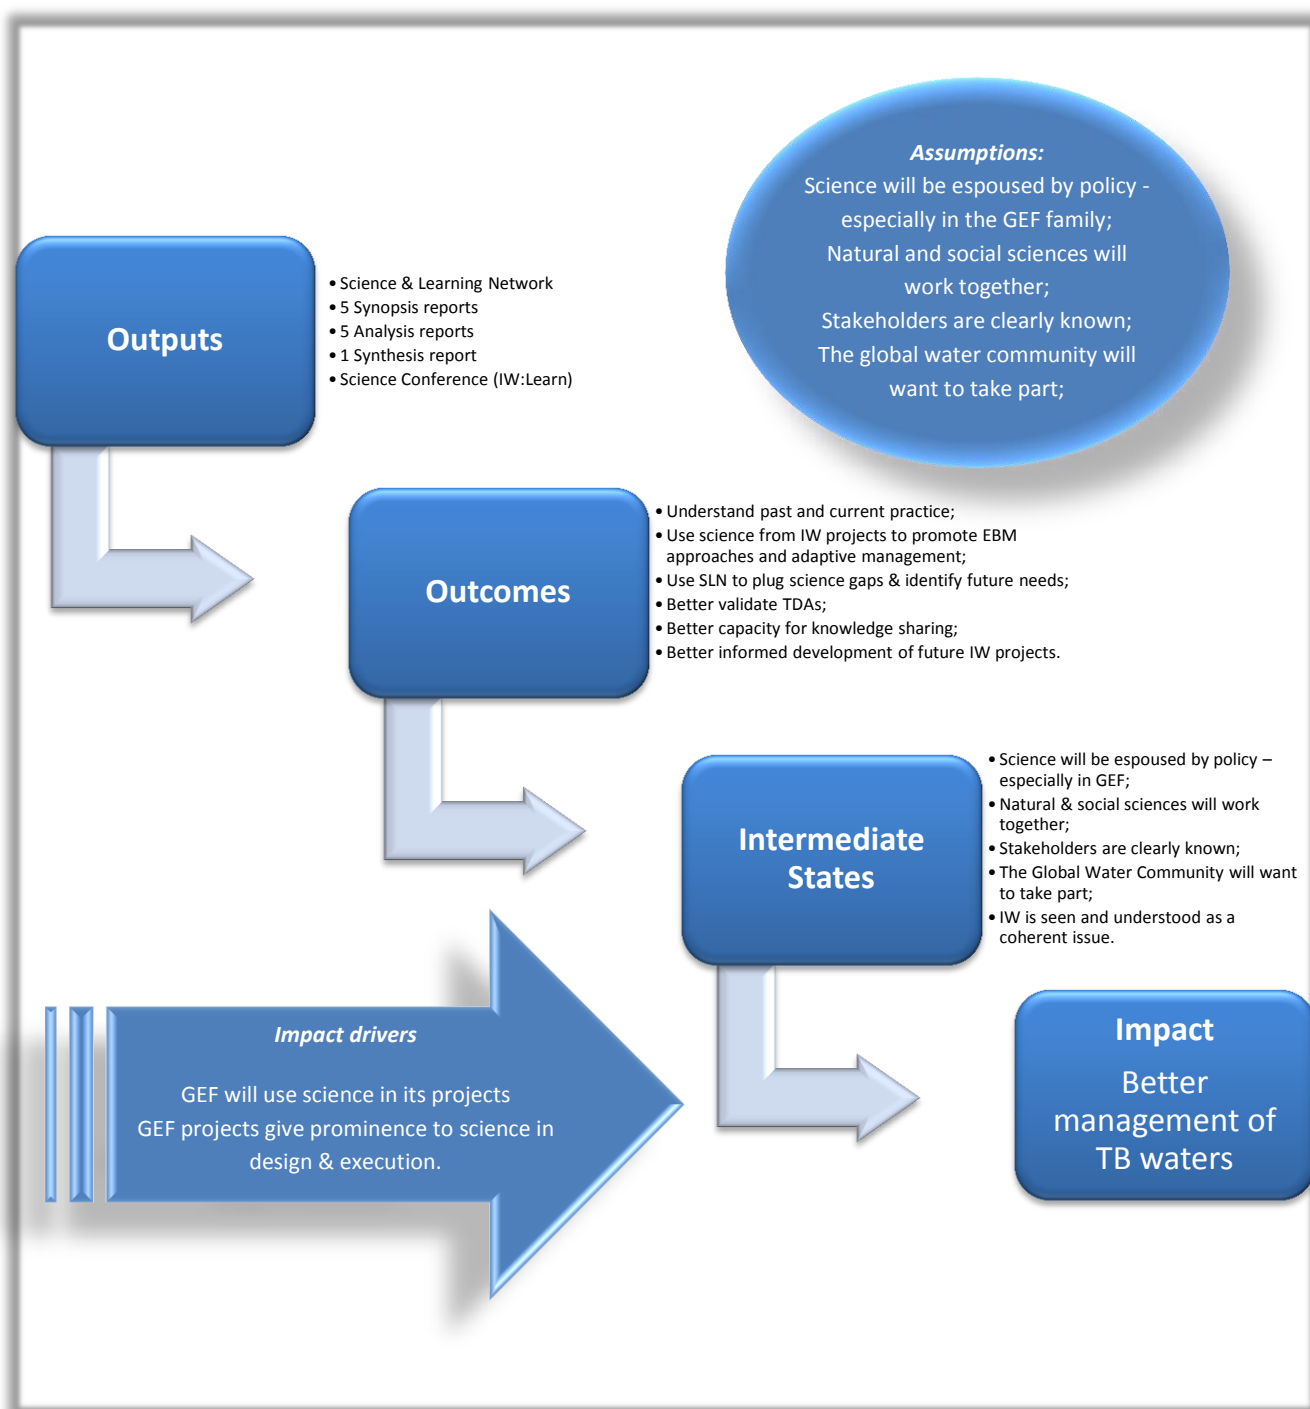 Assumptions:
Science will be espoused by policy -
especially in the GEF family;
Natural and social sciences will
work together;
Stakeholders are clearly known;
The global water community will
want to take part;
Outputs
• Science & Learning Network
• 5 Synopsis reports
• 5 Analysis reports
• 1 Synthesis report
• Science Conference (IW:Learn)
Outcomes
• Understand past and current practice;
• Use science from IW projects to promote EBM
approaches and adaptive management;
• Use SLN to plug science gaps & identify future needs;
• Better validate TDAs;
• Better capacity for knowledge sharing;
• Better informed development of future IW projects.
Intermediate
States
• Science will be espoused by policy –
especially in GEF;
• Natural & social sciences will work
together;
• Stakeholders are clearly known;
• The Global Water Community will want
to take part;
• IW is seen and understood as a
coherent issue.
Impact drivers
GEF will use science in its projects
GEF projects give prominence to science in
design & execution.
Impact
Better
management of
TB waters